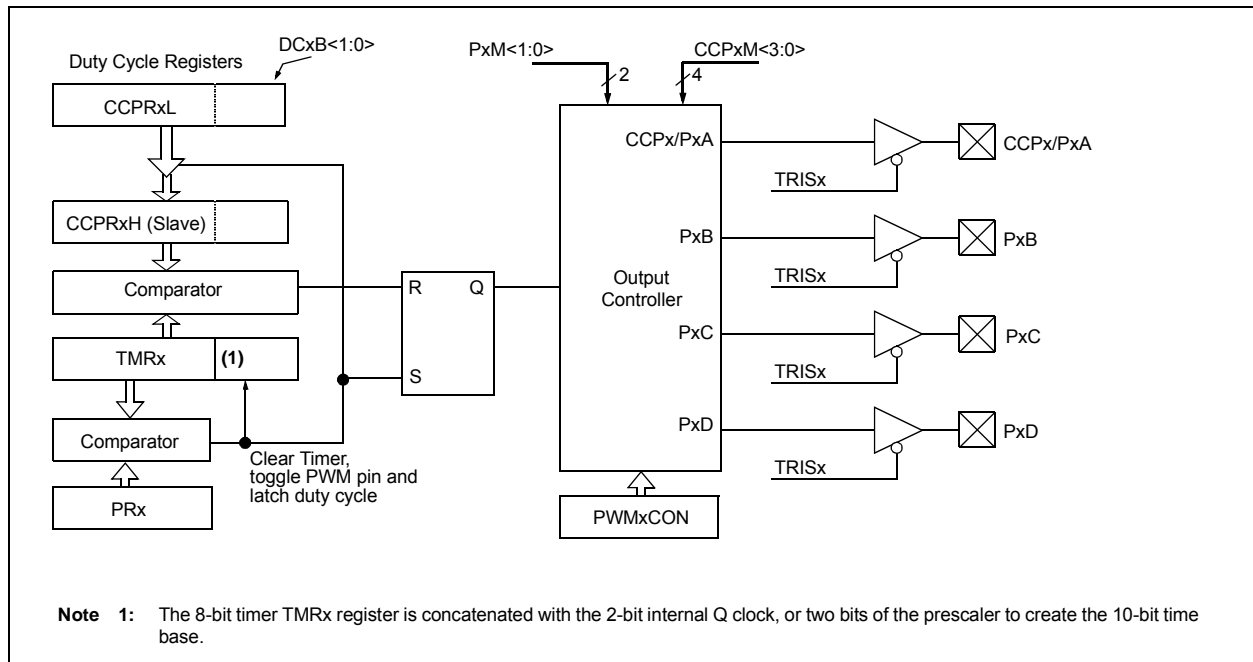 DCxB<1:0>
Duty Cycle Registers
CCPRxL
CCPRxH (Slave)
Comparator
TMRx
(1)
Comparator
PRx
Clear Timer,
toggle PWM pin and
latch duty cycle
R
Q
S
PxM<1:0>
2
CCPxM<3:0>
4
Output
Controller
CCPx/PxA
TRISx
CCPx/PxA
PxB
TRISx
PxB
PxC
TRISx
PxC
PxD
TRISx
PxD
PWMxCON
Note 1: The 8-bit timer TMRx register is concatenated with the 2-bit internal Q clock, or two bits of the prescaler to create the 10-bit time
base.